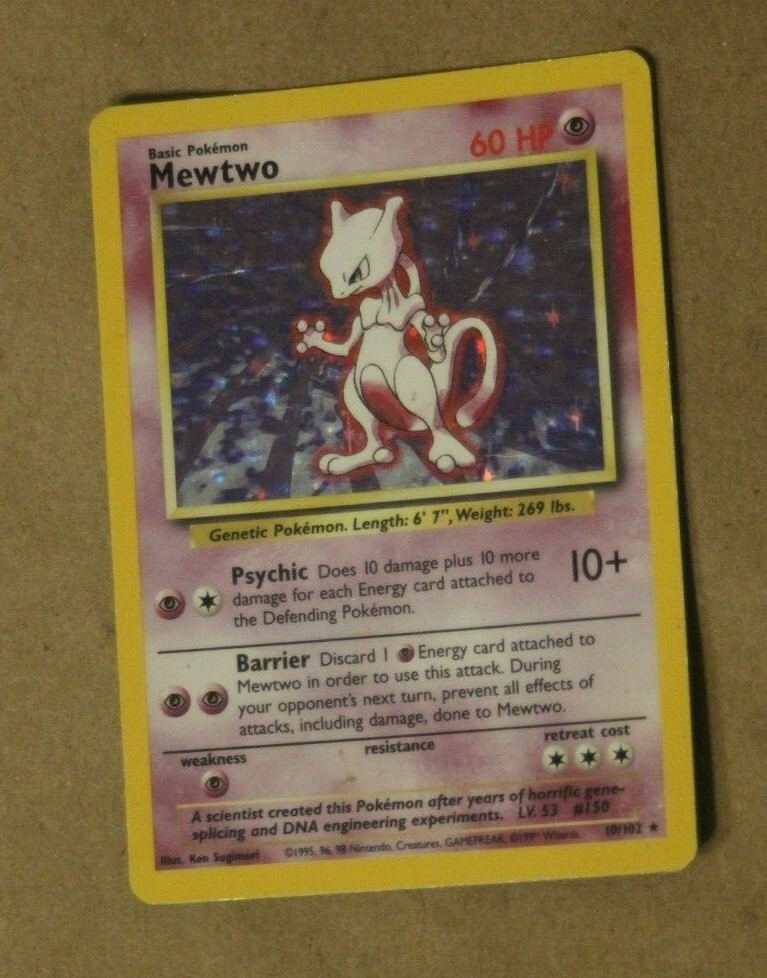 Basic Pokémon
Mewtwo
60 HP
Genetic Pokémon. Length: 6' 7", Weight: 269 lbs.
Psychic Does 10 damage plus 10 more
damage for each Energy card attached to
the Defending Pokémon.
10+
Barrier Discard 1 Energy card attached to
Mewtwo in order to use this attack. During
your opponent's next turn, prevent all effects of
attacks, including damage, done to Mewtwo.
weakness
resistance
retreat cost
A scientist created this Pokémon after years of horrific gene-
splicing and DNA engineering experiments. LV. 53 #150
Illus. Ken Sugimori ©1995, 96, 98 Nintendo, Creatures, GAMEFREAK. Wizards. 10/102 ★